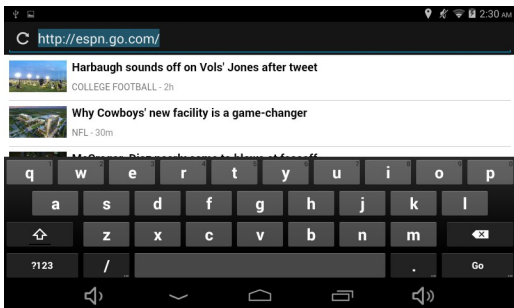 2:30 AM
http://espn.go.com/
Harbaugh sounds off on Vols' Jones after tweet
COLLEGE FOOTBALL - 2h
Why Cowboys' new facility is a game-changer
NFL - 30m
q w e r t y u i o p
a s d f g h j k l
z x c v b n m
?123 / . Go